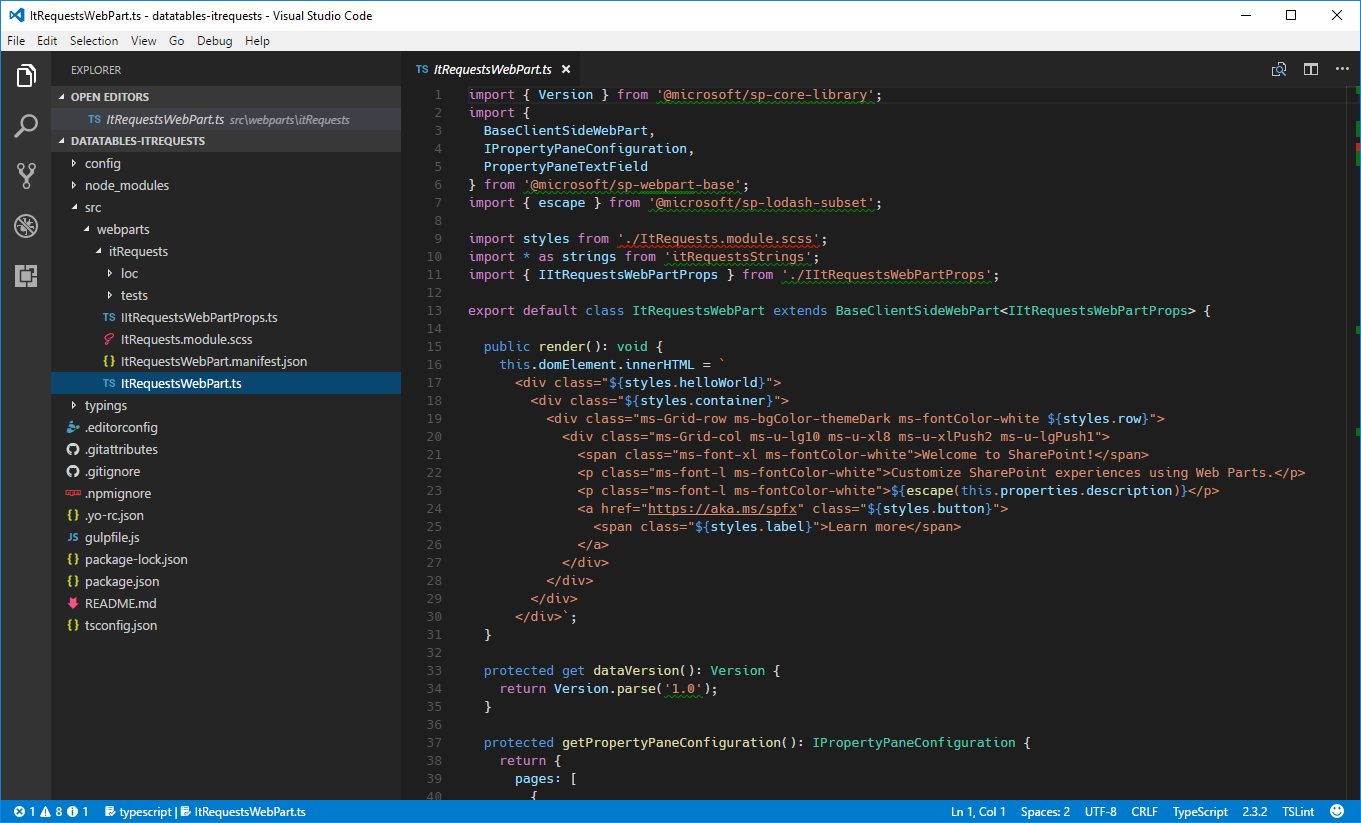 ItRequestsWebPart.ts - datatables-itrequests - Visual Studio Code
File Edit Selection View Go Debug Help
EXPLORER
OPEN EDITORS
TS ItRequestsWebPart.ts src\webparts\itRequests
DATATABLES-ITREQUESTS
config
node_modules
src
webparts
itRequests
loc
tests
TS IItRequestsWebPartProps.ts
ItRequests.module.scss
{} ItRequestsWebPart.manifest.json
TS ItRequestsWebPart.ts
typings
.editorconfig
.gitattributes
.gitignore
.npmignore
{} .yo-rc.json
JS gulpfile.js
{} package-lock.json
{} package.json
README.md
{} tsconfig.json
TS ItRequestsWebPart.ts
1 import { Version } from '@microsoft/sp-core-library';
2 import {
3 BaseClientSideWebPart,
4 IPropertyPaneConfiguration,
5 PropertyPaneTextField
6 } from '@microsoft/sp-webpart-base';
7 import { escape } from '@microsoft/sp-lodash-subset';
8
9 import styles from './ItRequests.module.scss';
10 import * as strings from 'itRequestsStrings';
11 import { IItRequestsWebPartProps } from './IItRequestsWebPartProps';
12
13 export default class ItRequestsWebPart extends BaseClientSideWebPart<IItRequestsWebPartProps> {
14
15 public render(): void {
16 this.domElement.innerHTML = `
17 <div class="${styles.helloWorld}">
18 <div class="${styles.container}">
19 <div class="ms-Grid-row ms-bgColor-themeDark ms-fontColor-white ${styles.row}">
20 <div class="ms-Grid-col ms-u-lg10 ms-u-xl8 ms-u-xlPush2 ms-u-lgPush1">
21 <span class="ms-font-xl ms-fontColor-white">Welcome to SharePoint!</span>
22 <p class="ms-font-l ms-fontColor-white">Customize SharePoint experiences using Web Parts.</p>
23 <p class="ms-font-l ms-fontColor-white">${escape(this.properties.description)}</p>
24 <a href="https://aka.ms/spfx" class="${styles.button}">
25 <span class="${styles.label}">Learn more</span>
26 </a>
27 </div>
28 </div>
29 </div>
30 </div>`;
31 }
32
33 protected get dataVersion(): Version {
34 return Version.parse('1.0');
35 }
36
37 protected getPropertyPaneConfiguration(): IPropertyPaneConfiguration {
38 return {
39 pages: [
40 {
1 8 1 typescript | ItRequestsWebPart.ts
Ln 1, Col 1 Spaces: 2 UTF-8 CRLF TypeScript 2.3.2 TSLint